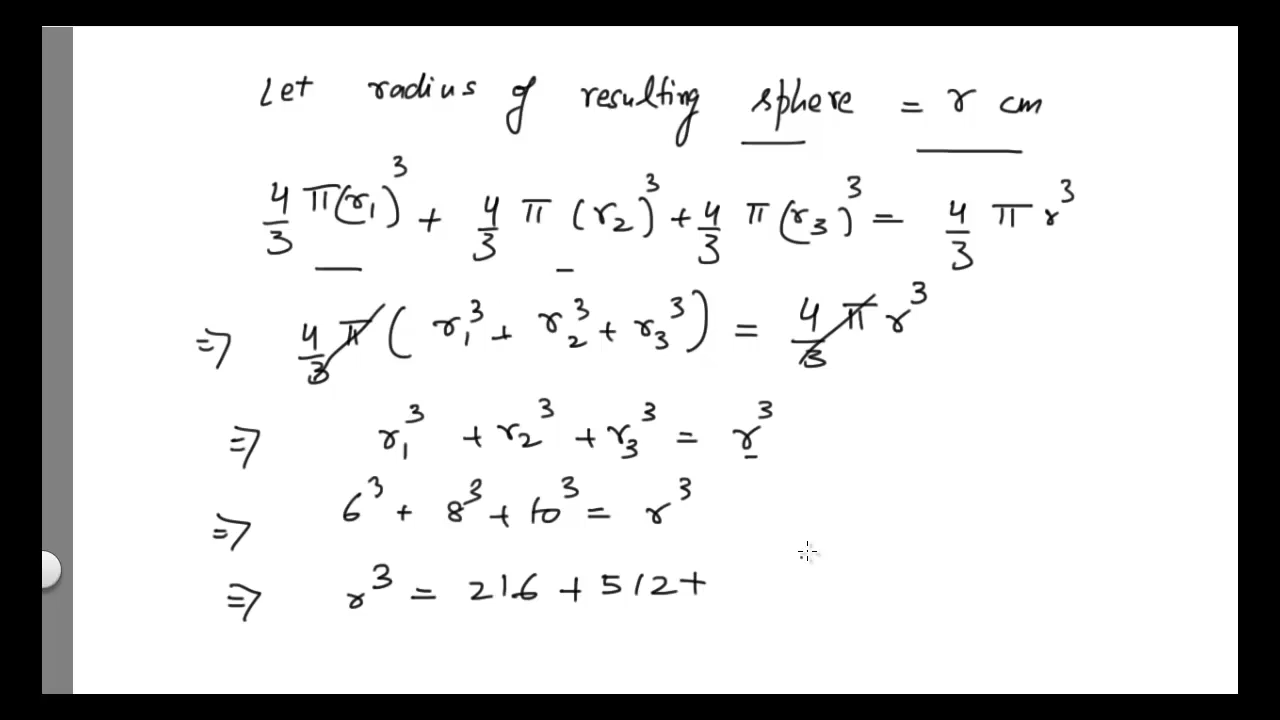 Let radius of resulting sphere = r cm
4/3 π(r₁)³ + 4/3 π (r₂)³ + 4/3 π (r₃)³ = 4/3 π r³
⇒ 4/3 π ( r₁³ + r₂³ + r₃³ ) = 4/3 π r³
⇒ r₁³ + r₂³ + r₃³ = r³
⇒ 6³ + 8³ + 10³ = r³
⇒ r³ = 216 + 512 +